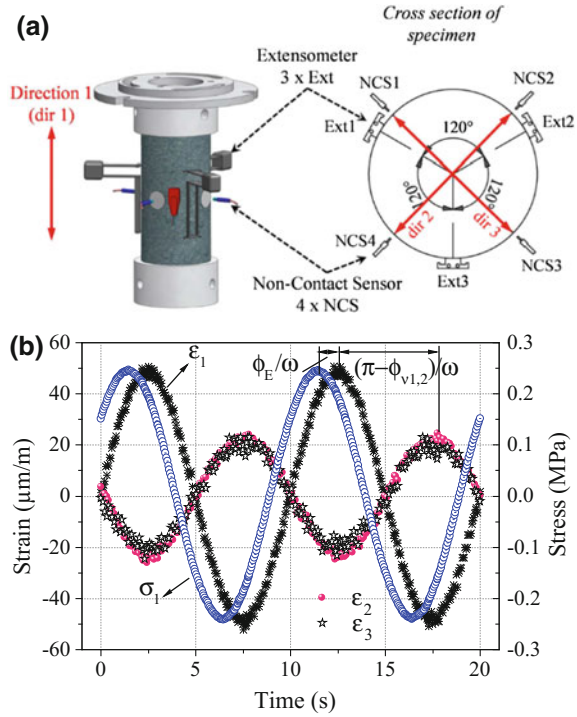 (a)
Cross section of
specimen
Extensometer
3 x Ext
Direction 1
(dir 1)
NCS1
NCS2
Ext1
Ext2
120°
120°
120°
dir 2
dir 3
NCS4
NCS3
Ext3
Non-Contact Sensor
4 x NCS
(b)
60
40
20
0
-20
-40
-60
Strain (μm/m)
ε1
ϕE/ω
(π−ϕν1,2)/ω
σ1
ε2
ε3
0.3
0.2
0.1
0.0
-0.1
-0.2
-0.3
Stress (MPa)
0
5
10
15
20
Time (s)